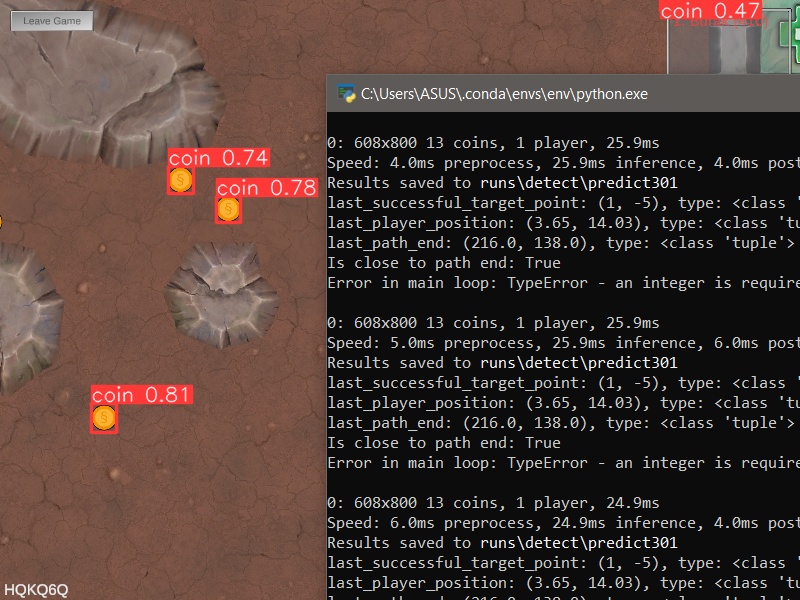 Leave Game
coin 0.47
C:\Users\ASUS\.conda\envs\env\python.exe
coin 0.74
coin 0.78
coin 0.81
0: 608x800 13 coins, 1 player, 25.9ms
Speed: 4.0ms preprocess, 25.9ms inference, 4.0ms post
Results saved to runs\detect\predict301
last_successful_target_point: (1, -5), type: <class '
last_player_position: (3.65, 14.03), type: <class 'tu
last_path_end: (216.0, 138.0), type: <class 'tuple'>
Is close to path end: True
Error in main loop: TypeError - an integer is require
0: 608x800 13 coins, 1 player, 25.9ms
Speed: 5.0ms preprocess, 25.9ms inference, 6.0ms post
Results saved to runs\detect\predict301
last_successful_target_point: (1, -5), type: <class '
last_player_position: (3.65, 14.03), type: <class 'tu
last_path_end: (216.0, 138.0), type: <class 'tuple'>
Is close to path end: True
Error in main loop: TypeError - an integer is require
0: 608x800 13 coins, 1 player, 24.9ms
Speed: 6.0ms preprocess, 24.9ms inference, 4.0ms post
Results saved to runs\detect\predict301
last_successful_target_point: (1, -5), type: <class '
last_player_position: (3.65, 14.03), type: <class 'tu
last_path_end: (216.0, 138.0), type: <class 'tuple'>
HQKQ6Q